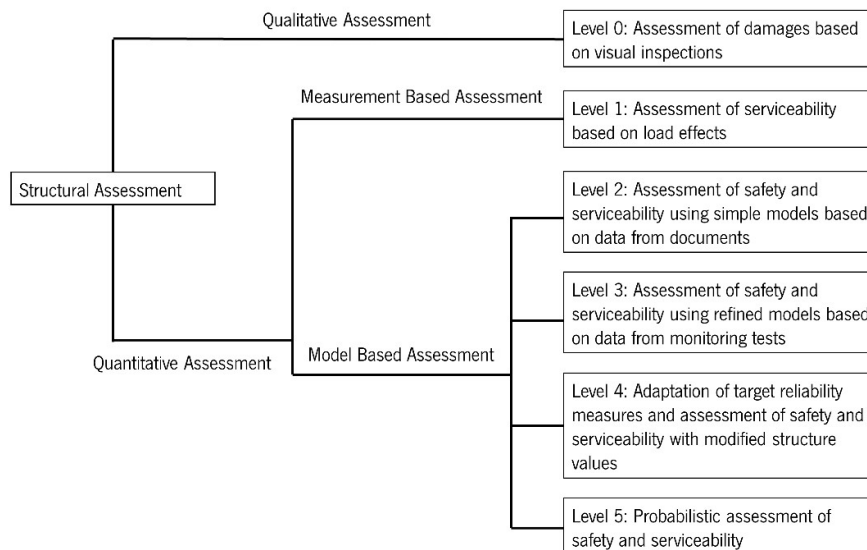 Qualitative Assessment
Level 0: Assessment of damages based
on visual inspections
Measurement Based Assessment
Level 1: Assessment of serviceability
based on load effects
Structural Assessment
Level 2: Assessment of safety and
serviceability using simple models based
on data from documents
Level 3: Assessment of safety and
serviceability using refined models based
on data from monitoring tests
Quantitative Assessment
Model Based Assessment
Level 4: Adaptation of target reliability
measures and assessment of safety and
serviceability with modified structure
values
Level 5: Probabilistic assessment of
safety and serviceability